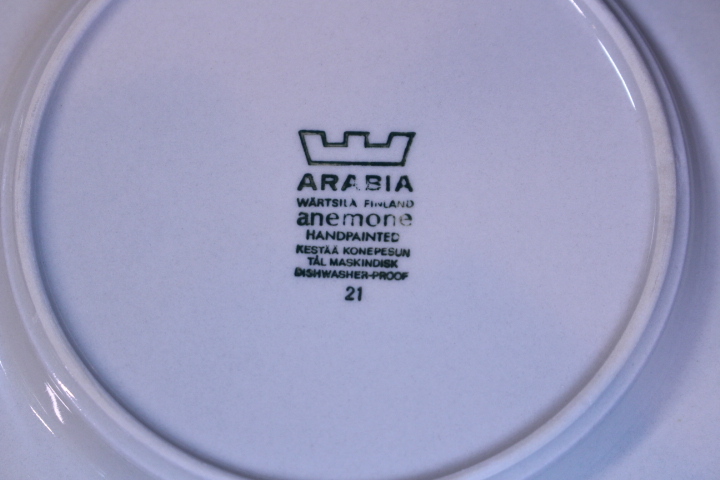 ARABIA
WÄRTSILÄ FINLAND
anemone
HANDPAINTED
KESTÄÄ KONEPESUN
TÅL MASKINDISK
DISHWASHER-PROOF
21